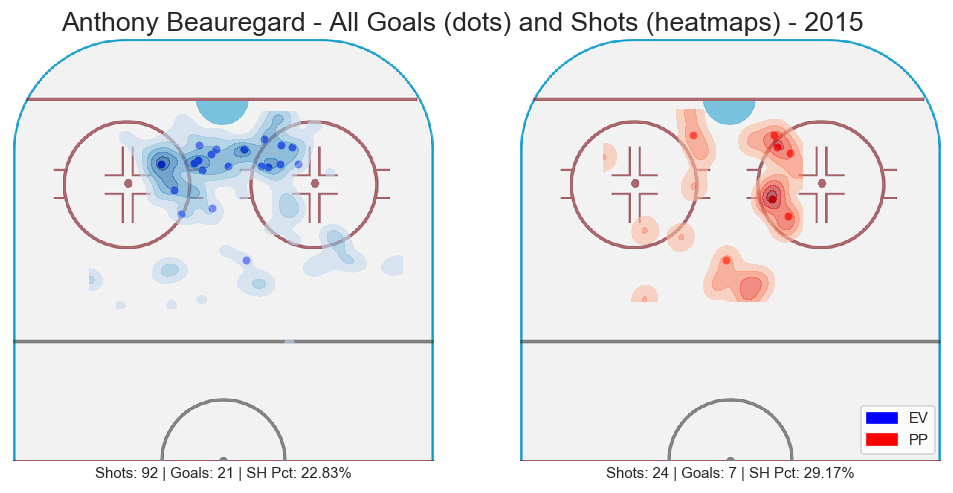 Anthony Beauregard - All Goals (dots) and Shots (heatmaps) - 2015
EV
PP
Shots: 92 | Goals: 21 | SH Pct: 22.83%
Shots: 24 | Goals: 7 | SH Pct: 29.17%